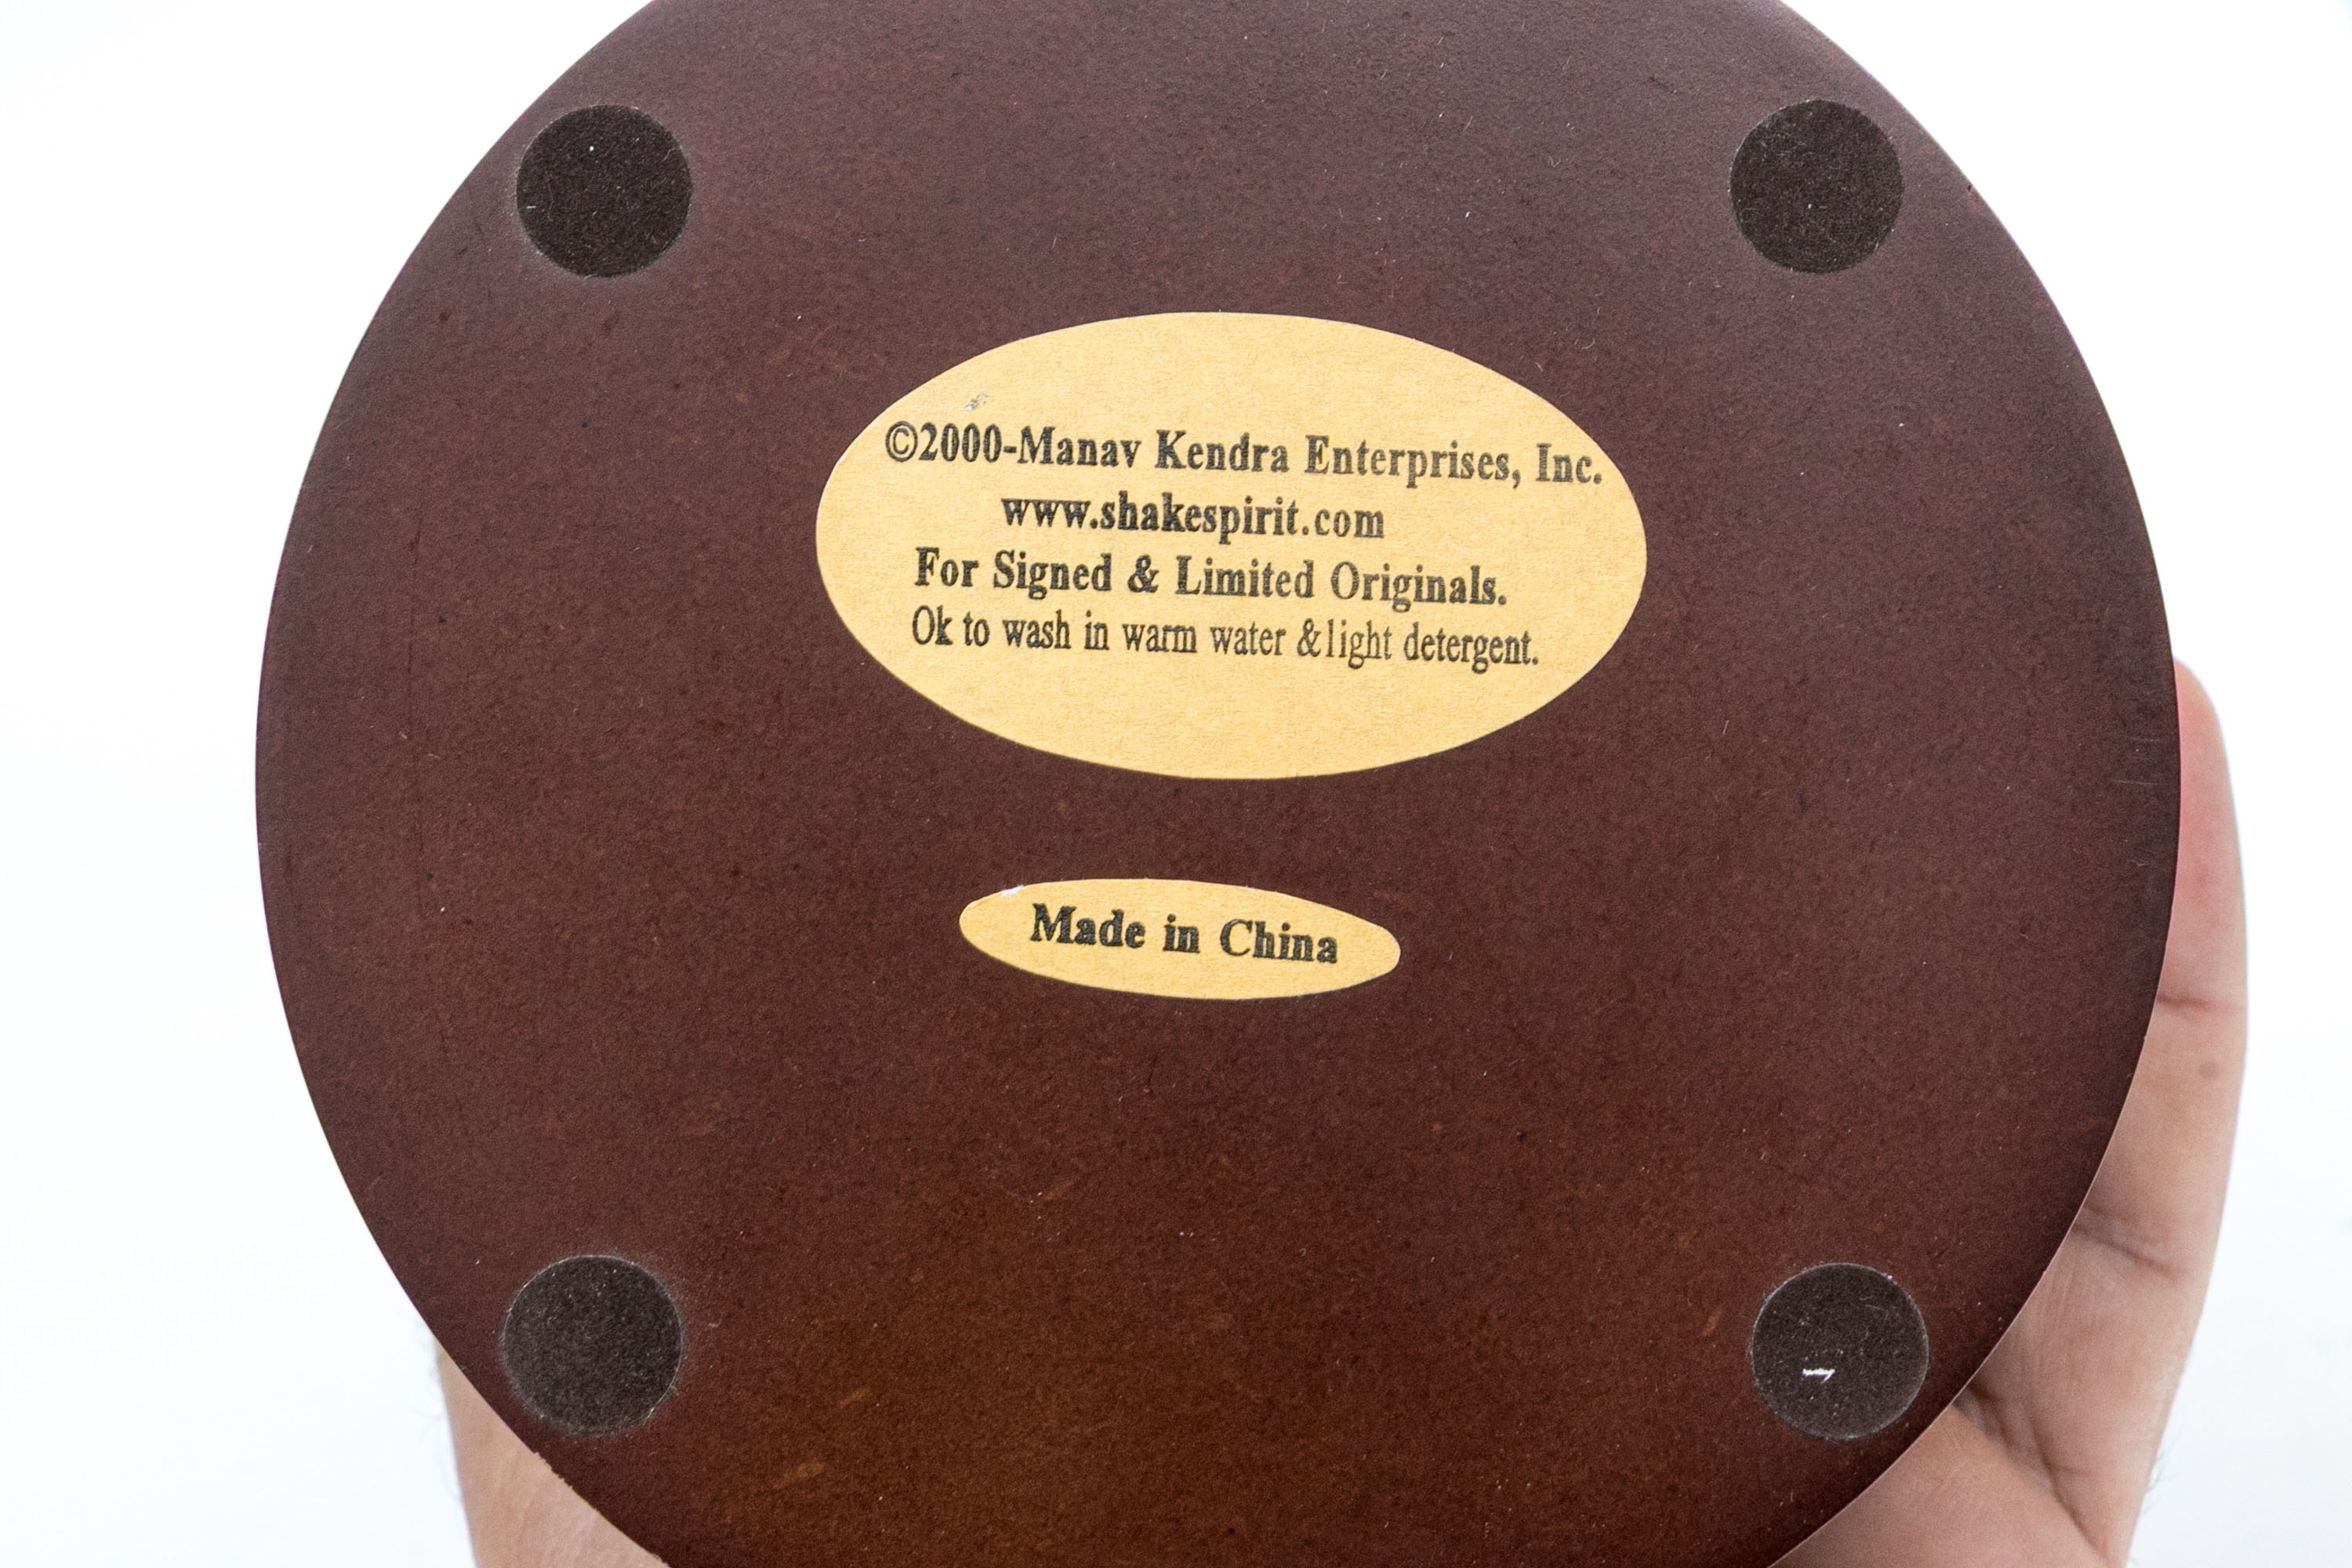 ©2000-Manav Kendra Enterprises, Inc.
www.shakespirit.com
For Signed & Limited Originals.
Ok to wash in warm water &light detergent.
Made in China